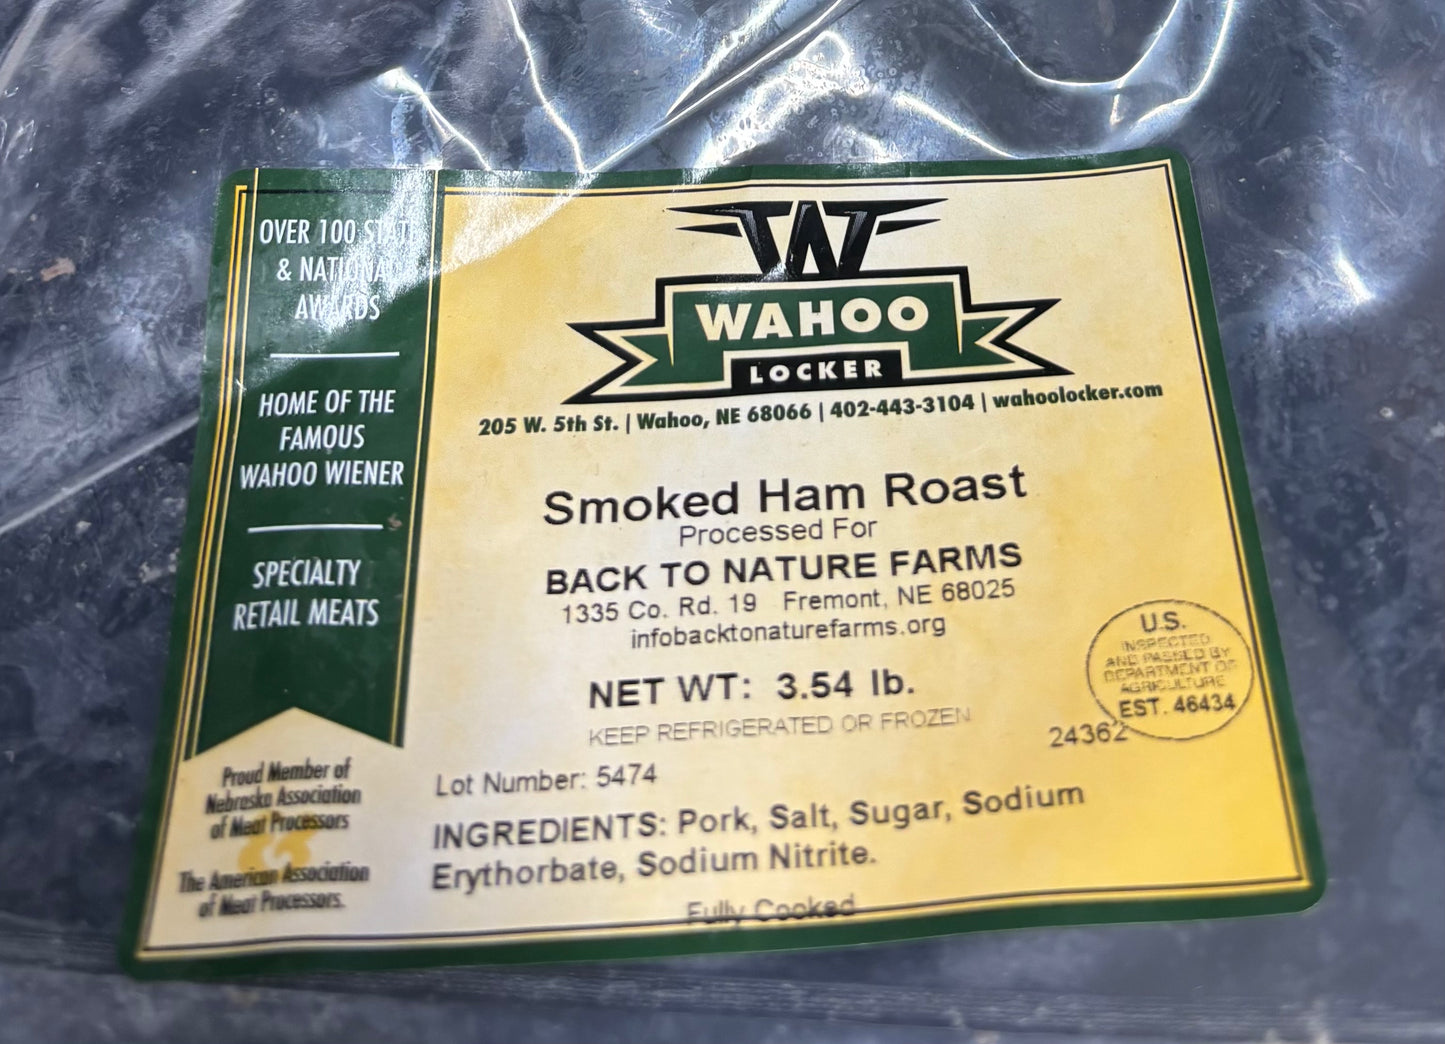 OVER 100 STATE
& NATIONAL
AWARDS
HOME OF THE
FAMOUS
WAHOO WIENER
SPECIALTY
RETAIL MEATS
Proud Member of
Nebraska Association
of Meat Processors
The American Association
of Meat Processors.
W
WAHOO
LOCKER
205 W. 5th St. | Wahoo, NE 68066 | 402-443-3104 | wahoolocker.com
Smoked Ham Roast
Processed For
BACK TO NATURE FARMS
1335 Co. Rd. 19 Fremont, NE 68025
infobacktonaturefarms.org
NET WT: 3.54 lb.
KEEP REFRIGERATED OR FROZEN
U.S.
INSPECTED
AND PASSED BY
DEPARTMENT OF
AGRICULTURE
EST. 46434
24362
Lot Number: 5474
INGREDIENTS: Pork, Salt, Sugar, Sodium
Erythorbate, Sodium Nitrite.
Fully Cooked